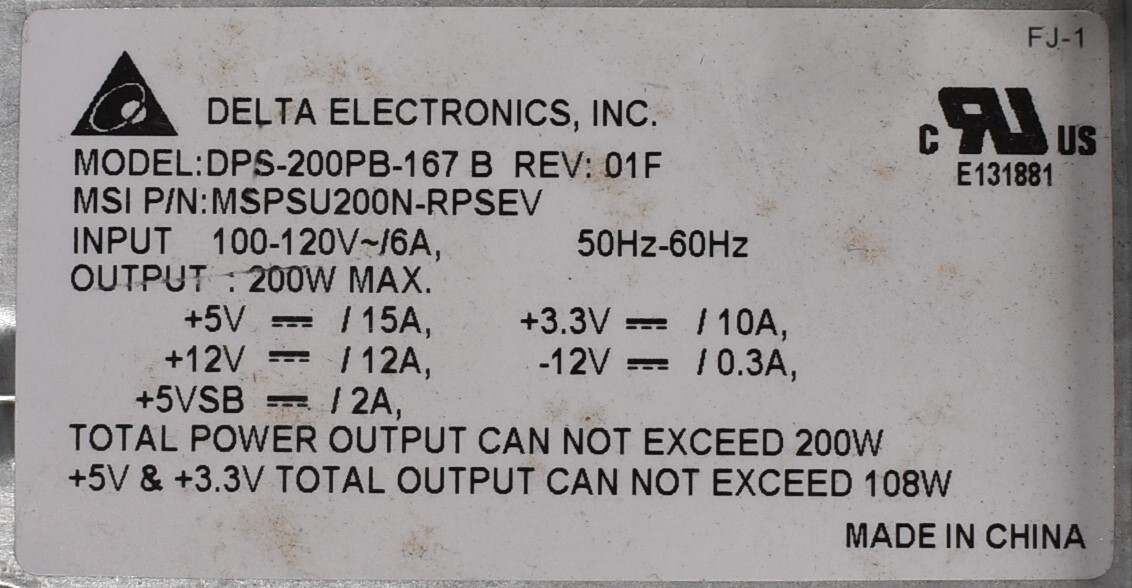 FJ-1
DELTA ELECTRONICS, INC.
MODEL:DPS-200PB-167 B REV: 01F
MSI P/N:MSPSU200N-RPSEV
INPUT 100-120V~/6A, 50Hz-60Hz
OUTPUT : 200W MAX.
+5V ⎓ / 15A, +3.3V ⎓ / 10A,
+12V ⎓ / 12A, -12V ⎓ / 0.3A,
+5VSB ⎓ / 2A,
TOTAL POWER OUTPUT CAN NOT EXCEED 200W
+5V & +3.3V TOTAL OUTPUT CAN NOT EXCEED 108W
MADE IN CHINA
C RU US
E131881